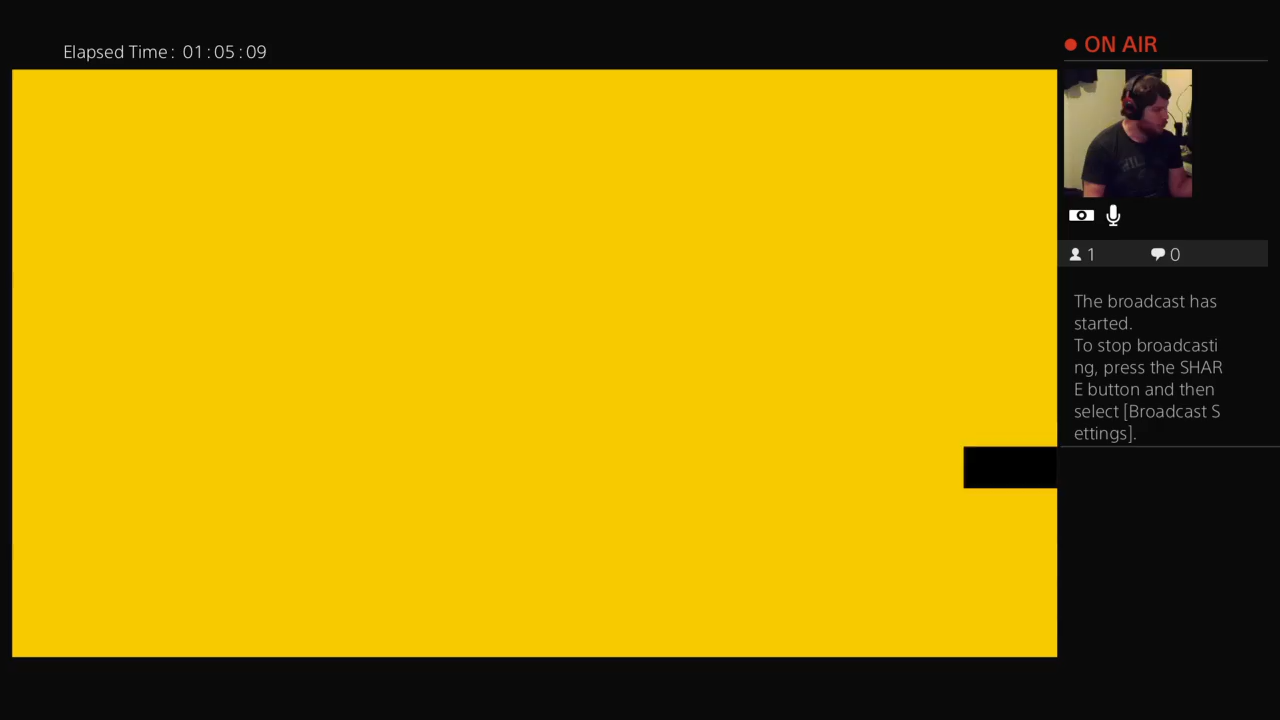 Elapsed Time: 01:05:09
ON AIR
1 0
The broadcast has
started.
To stop broadcasti
ng, press the SHAR
E button and then
select [Broadcast S
ettings].